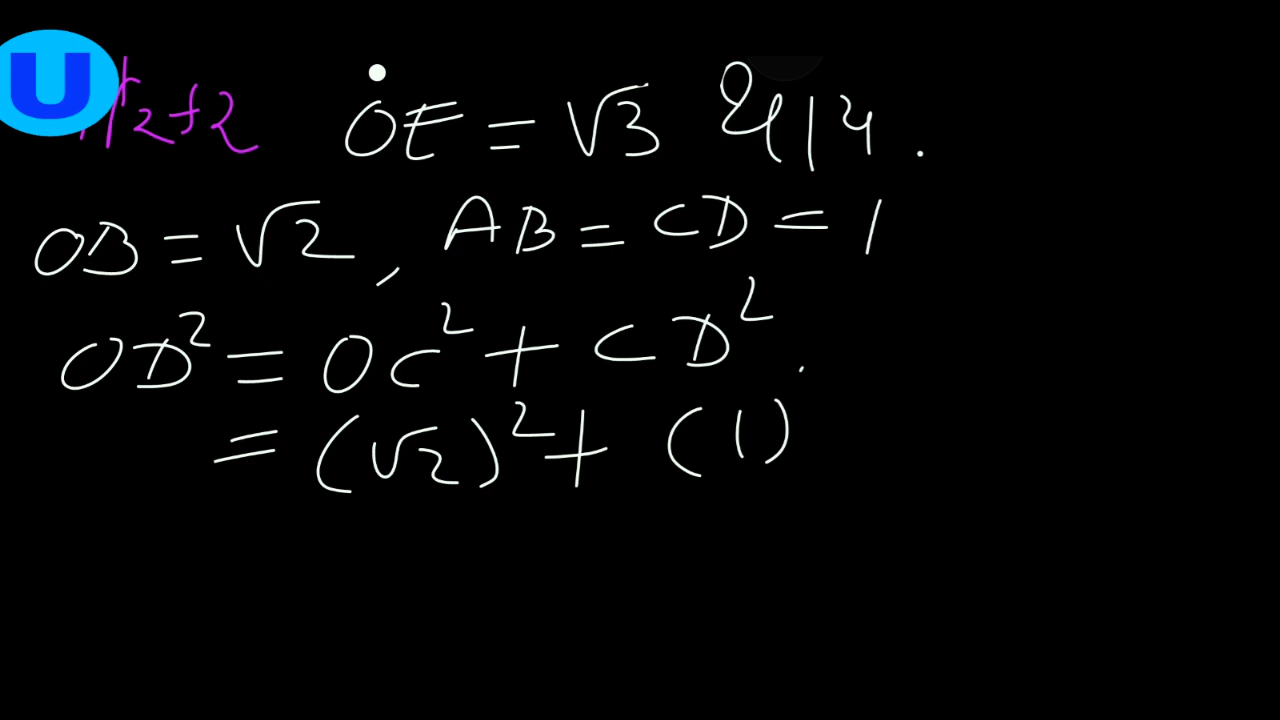 U
OE = √3 થાય.
OB = √2, AB = CD = 1
OD² = OC² + CD².
= (√2)² + (1)